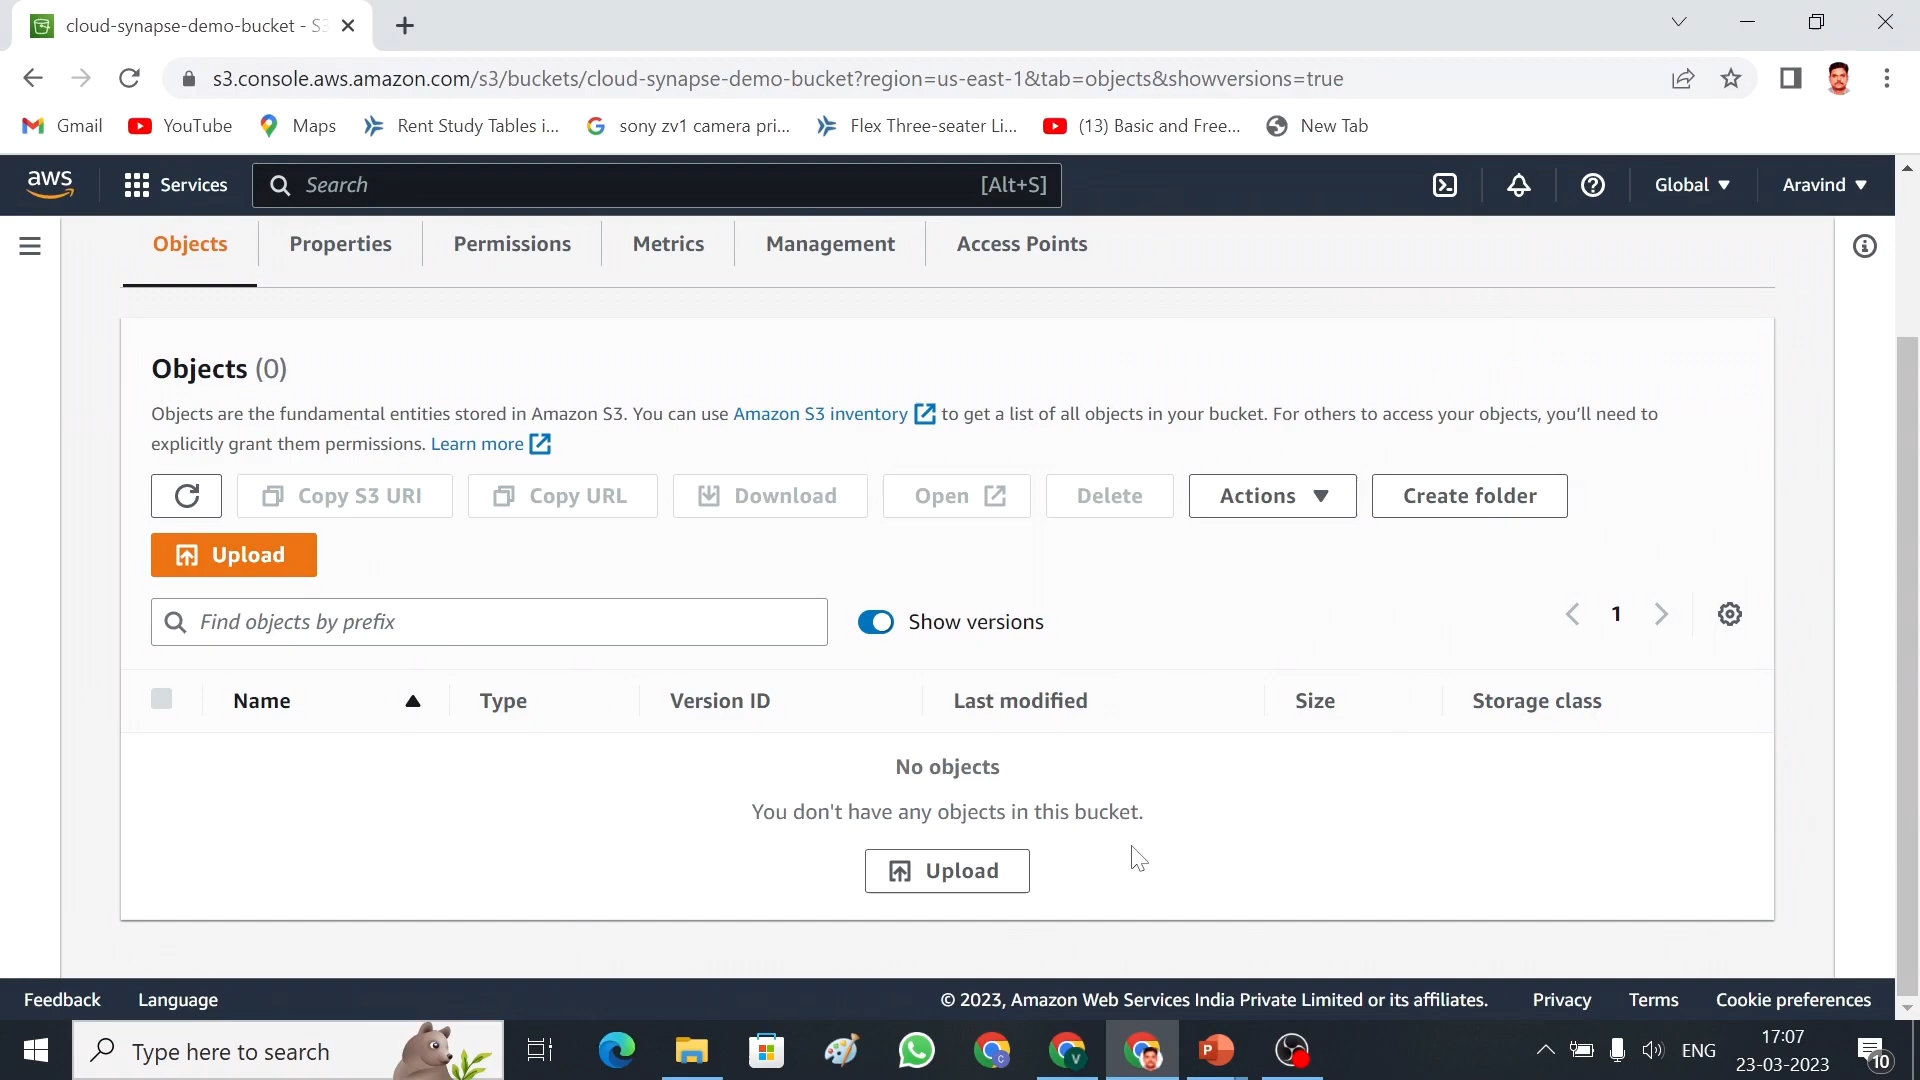 cloud-synapse-demo-bucket - S3
s3.console.aws.amazon.com/s3/buckets/cloud-synapse-demo-bucket?region=us-east-1&tab=objects&showversions=true
Gmail YouTube Maps Rent Study Tables i... sony zv1 camera pri... Flex Three-seater Li... (13) Basic and Free... New Tab
aws Services Search [Alt+S] Global Aravind
Objects Properties Permissions Metrics Management Access Points
Objects (0)
Objects are the fundamental entities stored in Amazon S3. You can use Amazon S3 inventory to get a list of all objects in your bucket. For others to access your objects, you'll need to
explicitly grant them permissions. Learn more
Copy S3 URI Copy URL Download Open Delete Actions Create folder
Upload
Find objects by prefix Show versions 1
Name Type Version ID Last modified Size Storage class
No objects
You don't have any objects in this bucket.
Upload
Feedback Language © 2023, Amazon Web Services India Private Limited or its affiliates. Privacy Terms Cookie preferences
Type here to search ENG 17:07
23-03-2023 10